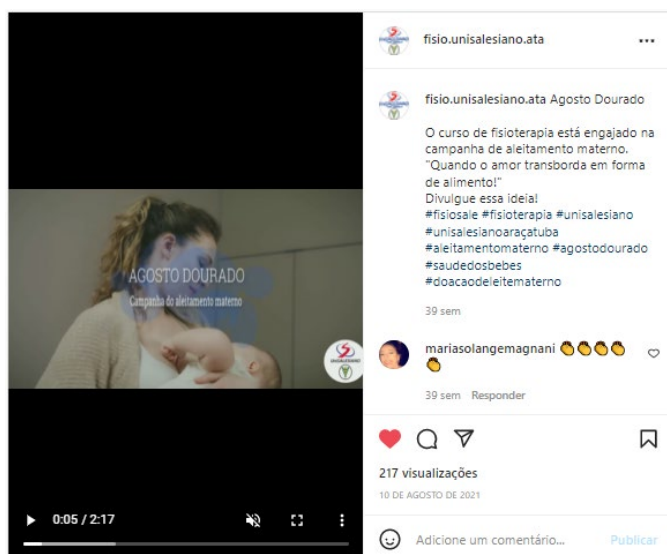 fisio.unisalesiano.ata
fisio.unisalesiano.ata Agosto Dourado
O curso de fisioterapia está engajado na
campanha de aleitamento materno.
"Quando o amor transborda em forma
de alimento!"
Divulgue essa ideia!
#fisiosale #fisioterapia #unisalesiano
#unisalesianoaraçatuba
#aleitamentomaterno #agostodourado
#saudedosbebes
#doacaodeleitematerno
39 sem
mariasolangemagnani
39 sem Responder
217 visualizações
10 DE AGOSTO DE 2021
Adicione um comentário... Publicar
AGOSTO DOURADO
Campanha do aleitamento materno
UNISALESIANO
0:05 / 2:17